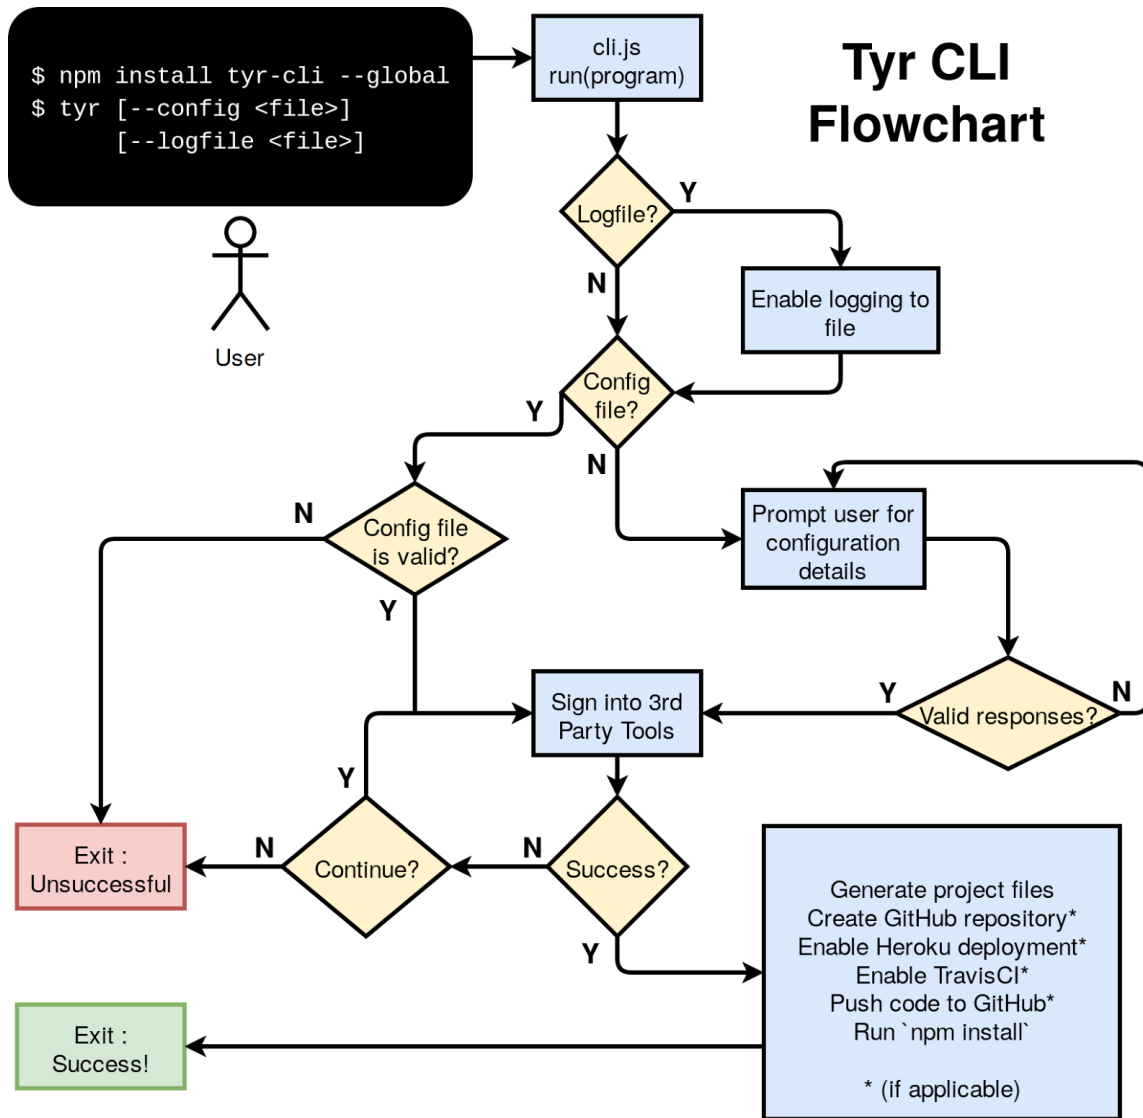 $ npm install tyr-cli --global
$ tyr [--config <file>]
[--logfile <file>]
User
cli.js
run(program)
Tyr CLI
Flowchart
Logfile?
Y
N
Enable logging to
file
Config
file?
Y
N
Prompt user for
configuration
details
Config file
is valid?
N
Y
Valid responses?
Y
N
Sign into 3rd
Party Tools
Success?
N
Y
Continue?
Y
N
Exit :
Unsuccessful
Generate project files
Create GitHub repository*
Enable Heroku deployment*
Enable TravisCI*
Push code to GitHub*
Run `npm install`
* (if applicable)
Exit :
Success!